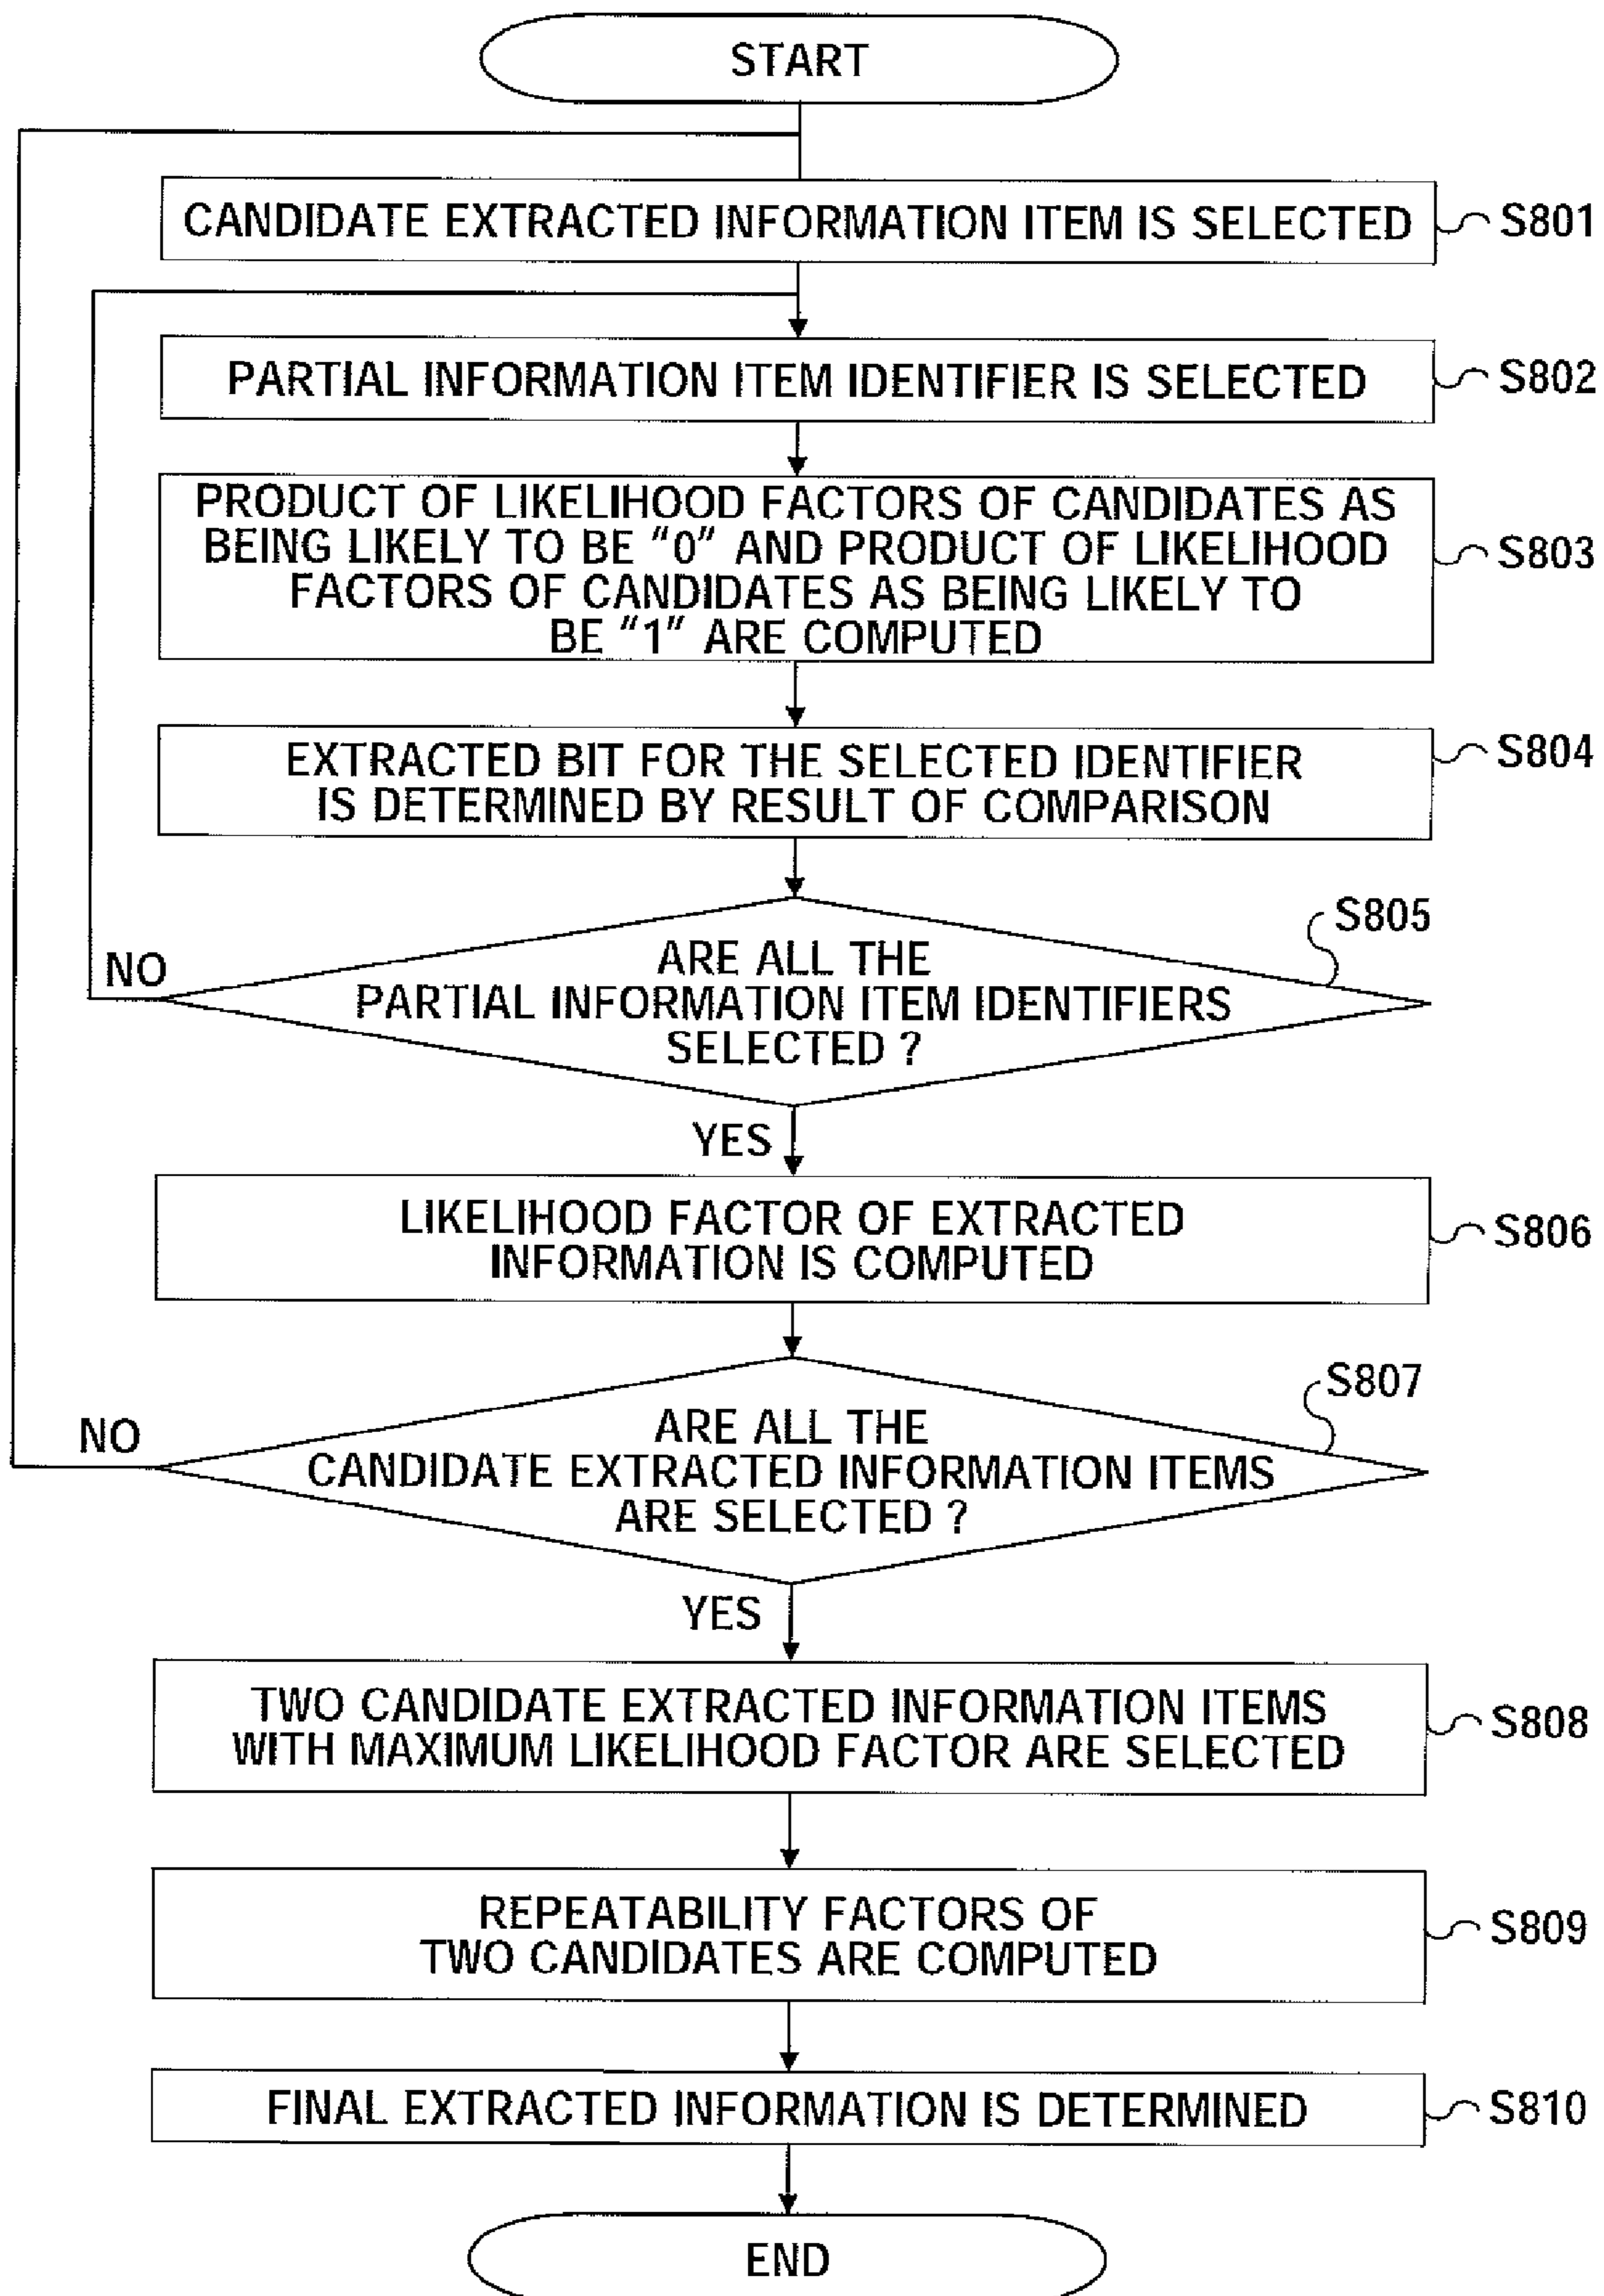 START
CANDIDATE EXTRACTED INFORMATION ITEM IS SELECTED
S801
PARTIAL INFORMATION ITEM IDENTIFIER IS SELECTED
S802
PRODUCT OF LIKELIHOOD FACTORS OF CANDIDATES AS
BEING LIKELY TO BE "0" AND PRODUCT OF LIKELIHOOD
FACTORS OF CANDIDATES AS BEING LIKELY TO
BE "1" ARE COMPUTED
S803
EXTRACTED BIT FOR THE SELECTED IDENTIFIER
IS DETERMINED BY RESULT OF COMPARISON
S804
ARE ALL THE
PARTIAL INFORMATION ITEM IDENTIFIERS
SELECTED ?
S805
NO
YES
LIKELIHOOD FACTOR OF EXTRACTED
INFORMATION IS COMPUTED
S806
ARE ALL THE
CANDIDATE EXTRACTED INFORMATION ITEMS
ARE SELECTED ?
S807
NO
YES
TWO CANDIDATE EXTRACTED INFORMATION ITEMS
WITH MAXIMUM LIKELIHOOD FACTOR ARE SELECTED
S808
REPEATABILITY FACTORS OF
TWO CANDIDATES ARE COMPUTED
S809
FINAL EXTRACTED INFORMATION IS DETERMINED
S810
END